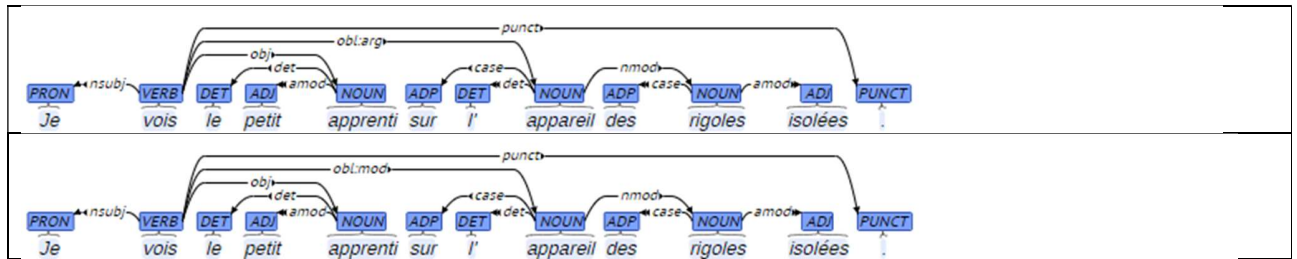 punct
obl:arg
obj
det case nmod
nsubj amod det case amod
PRON VERB DET ADJ NOUN ADP DET NOUN ADP NOUN ADJ PUNCT
Je vois le petit apprenti sur l' appareil des rigoles isolées .
punct
obl:mod
obj
det case nmod
nsubj amod det case amod
PRON VERB DET ADJ NOUN ADP DET NOUN ADP NOUN ADJ PUNCT
Je vois le petit apprenti sur l' appareil des rigoles isolées .